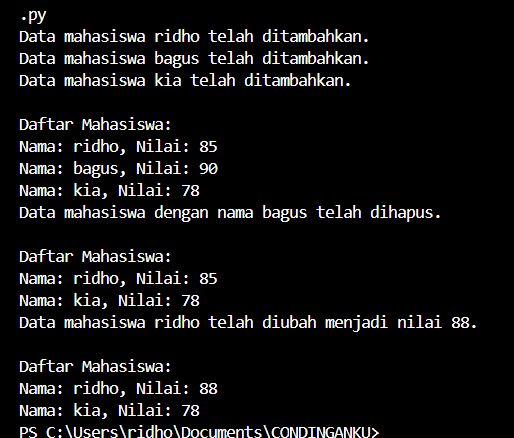 .py
Data mahasiswa ridho telah ditambahkan.
Data mahasiswa bagus telah ditambahkan.
Data mahasiswa kia telah ditambahkan.
Daftar Mahasiswa:
Nama: ridho, Nilai: 85
Nama: bagus, Nilai: 90
Nama: kia, Nilai: 78
Data mahasiswa dengan nama bagus telah dihapus.
Daftar Mahasiswa:
Nama: ridho, Nilai: 85
Nama: kia, Nilai: 78
Data mahasiswa ridho telah diubah menjadi nilai 88.
Daftar Mahasiswa:
Nama: ridho, Nilai: 88
Nama: kia, Nilai: 78
PS C:\Users\ridho\Documents\CONDINGANKU>